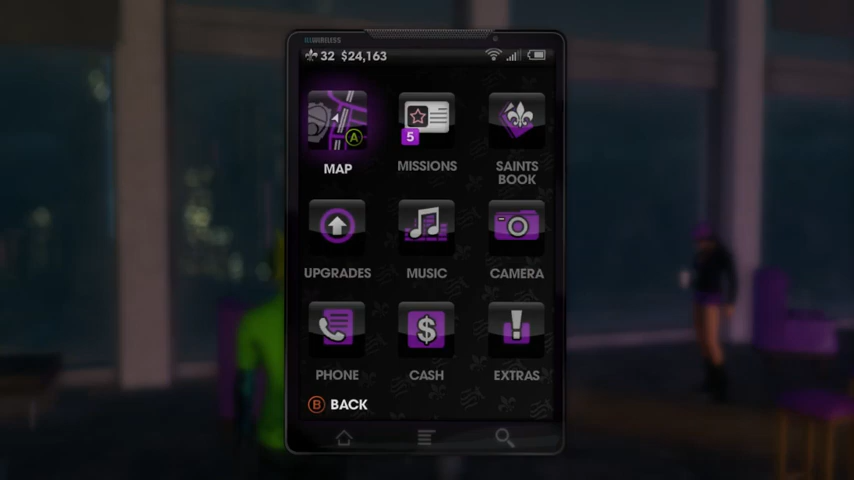 32 $24,163
A
MAP
5
MISSIONS
SAINTS
BOOK
UPGRADES
MUSIC
CAMERA
PHONE
$
CASH
!
EXTRAS
B BACK